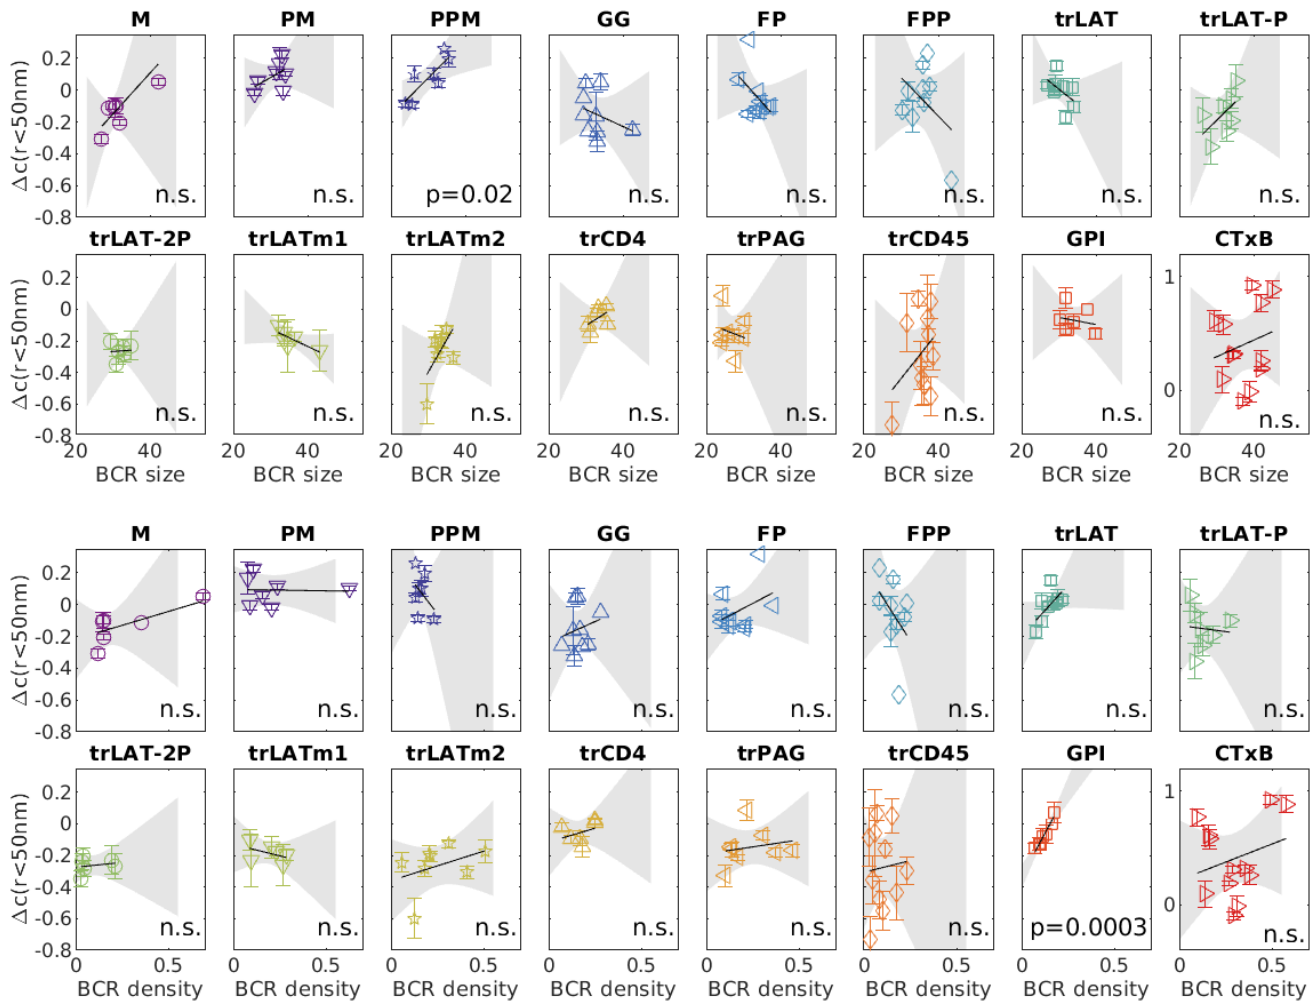 M PM PPM GG FP FPP trLAT trLAT-P
0.2
0
-0.2
-0.4
-0.6
-0.8
Δc(r<50nm)
n.s. n.s. p=0.02 n.s. n.s. n.s. n.s. n.s.
trLAT-2P trLATm1 trLATm2 trCD4 trPAG trCD45 GPI CTxB
0.2
0
-0.2
-0.4
-0.6
-0.8
Δc(r<50nm)
1
0
n.s. n.s. n.s. n.s. n.s. n.s. n.s. n.s.
20 40 20 40 20 40 20 40 20 40 20 40 20 40 20 40
BCR size BCR size BCR size BCR size BCR size BCR size BCR size BCR size
M PM PPM GG FP FPP trLAT trLAT-P
0.2
0
-0.2
-0.4
-0.6
-0.8
Δc(r<50nm)
n.s. n.s. n.s. n.s. n.s. n.s. n.s. n.s.
trLAT-2P trLATm1 trLATm2 trCD4 trPAG trCD45 GPI CTxB
0.2
0
-0.2
-0.4
-0.6
-0.8
Δc(r<50nm)
1
0
n.s. n.s. n.s. n.s. n.s. n.s. p=0.0003 n.s.
0 0.5 0 0.5 0 0.5 0 0.5 0 0.5 0 0.5 0 0.5 0 0.5
BCR density BCR density BCR density BCR density BCR density BCR density BCR density BCR density